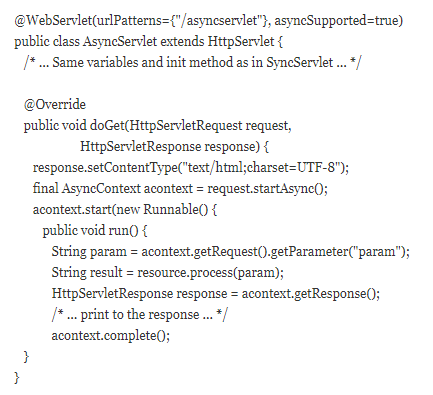 @WebServlet(urlPatterns={"/asyncservlet"}, asyncSupported=true)
public class AsyncServlet extends HttpServlet {
/* ... Same variables and init method as in SyncServlet ... */
@Override
public void doGet(HttpServletRequest request,
HttpServletResponse response) {
response.setContentType("text/html;charset=UTF-8");
final AsyncContext acontext = request.startAsync();
acontext.start(new Runnable() {
public void run() {
String param = acontext.getRequest().getParameter("param");
String result = resource.process(param);
HttpServletResponse response = acontext.getResponse();
/* ... print to the response ... */
acontext.complete();
}
}